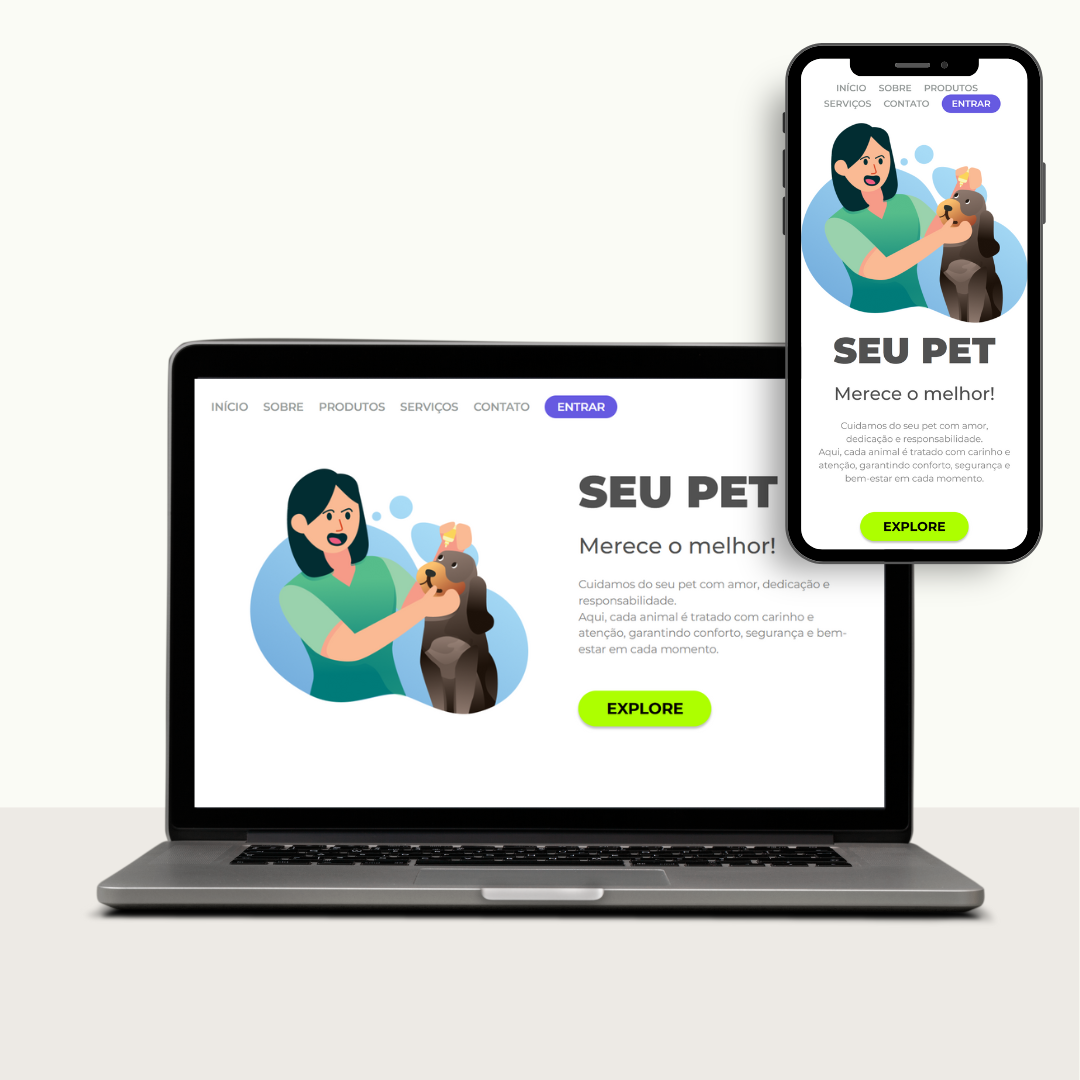 INÍCIO SOBRE PRODUTOS
SERVIÇOS CONTATO ENTRAR
SEU PET
Merece o melhor!
Cuidamos do seu pet com amor,
dedicação e responsabilidade.
Aqui, cada animal é tratado com carinho e
atenção, garantindo conforto, segurança e
bem-estar em cada momento.
EXPLORE
INÍCIO SOBRE PRODUTOS SERVIÇOS CONTATO ENTRAR
SEU PET
Merece o melhor!
Cuidamos do seu pet com amor, dedicação e
responsabilidade.
Aqui, cada animal é tratado com carinho e
atenção, garantindo conforto, segurança e bem-
estar em cada momento.
EXPLORE